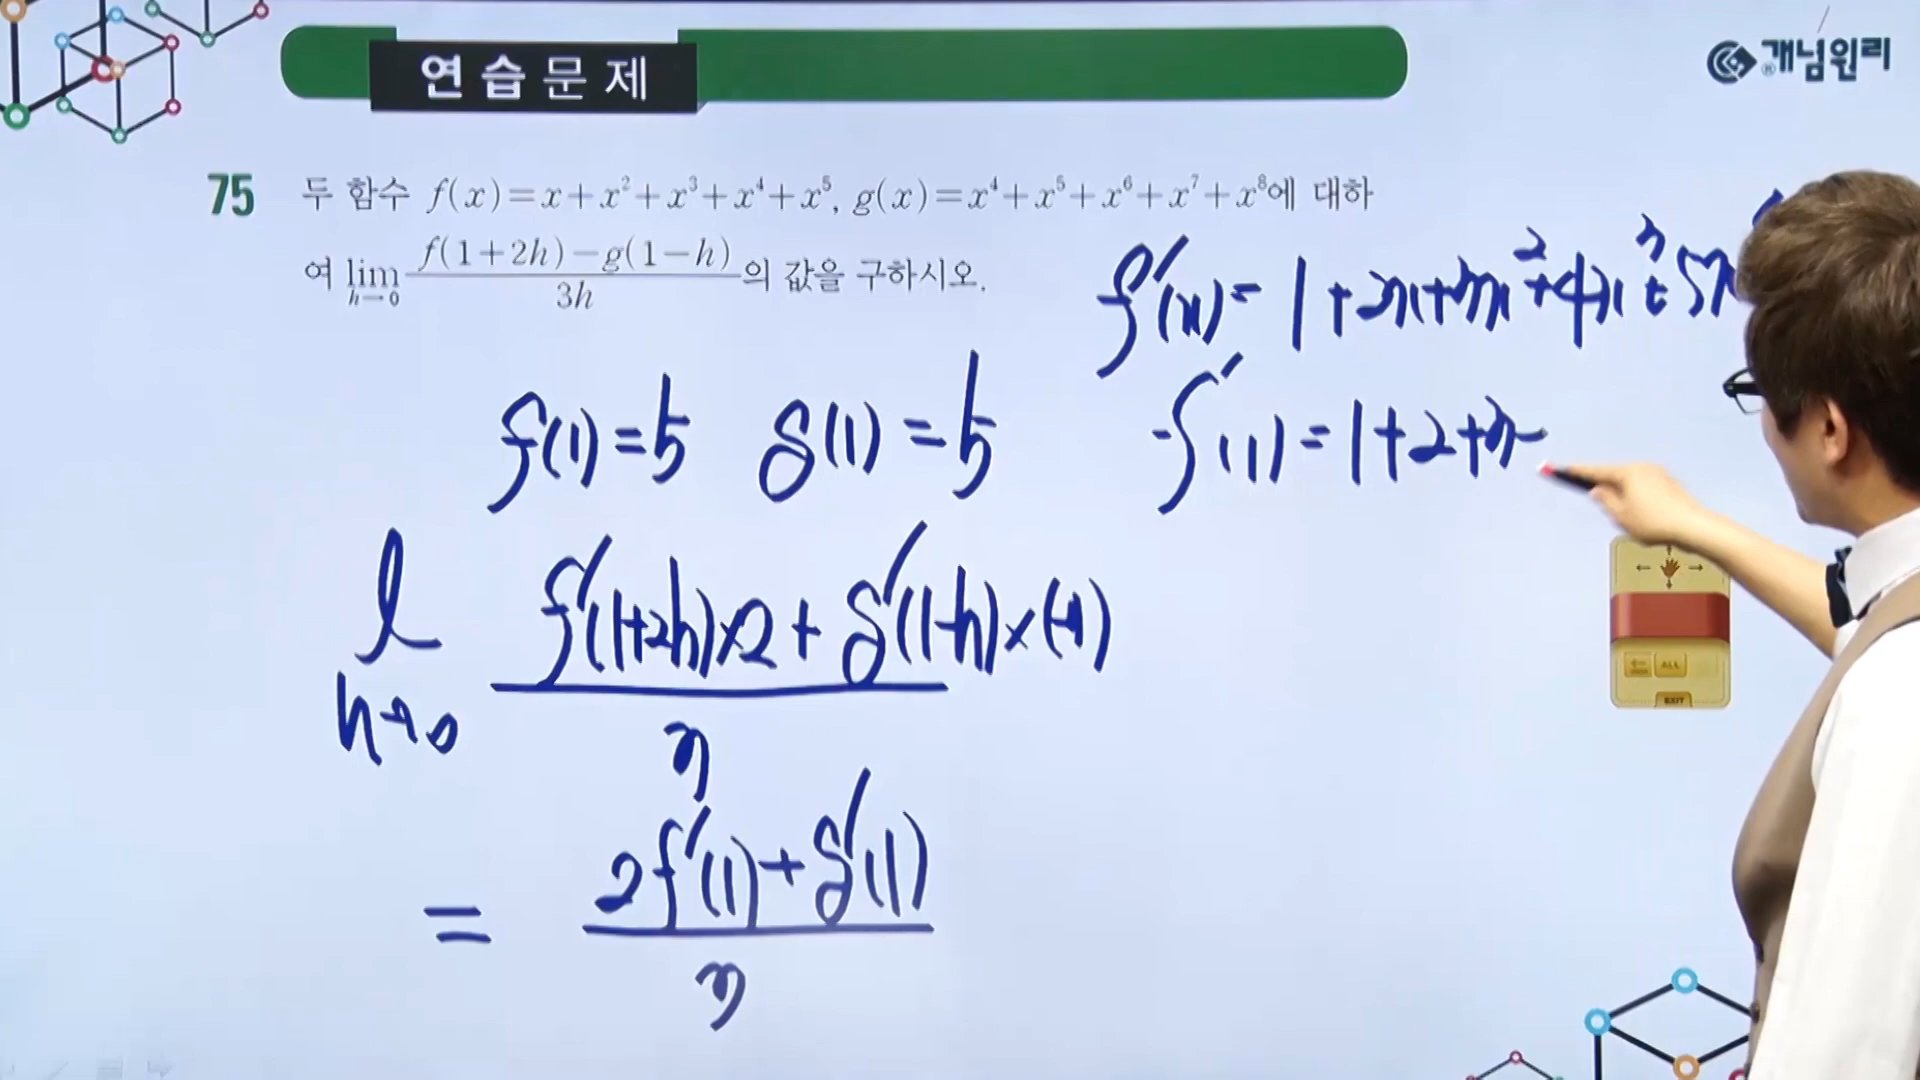 연습문제
개념원리
75 두 함수 f(x)=x+x²+x³+x⁴+x⁵, g(x)=x⁴+x⁵+x⁶+x⁷+x⁸에 대하
여 lim h→0 f(1+2h)-g(1-h) / 3h 의 값을 구하시오.
f'(x)= 1+2x+3x²+4x³+5x
f(1)=5 g(1)=5
f'(1)=1+2+3
l h→0 f'(1+2h)×2+g'(1-h)×(-1) / 3
= 2f'(1)+g'(1) / 3
ALL
EXIT